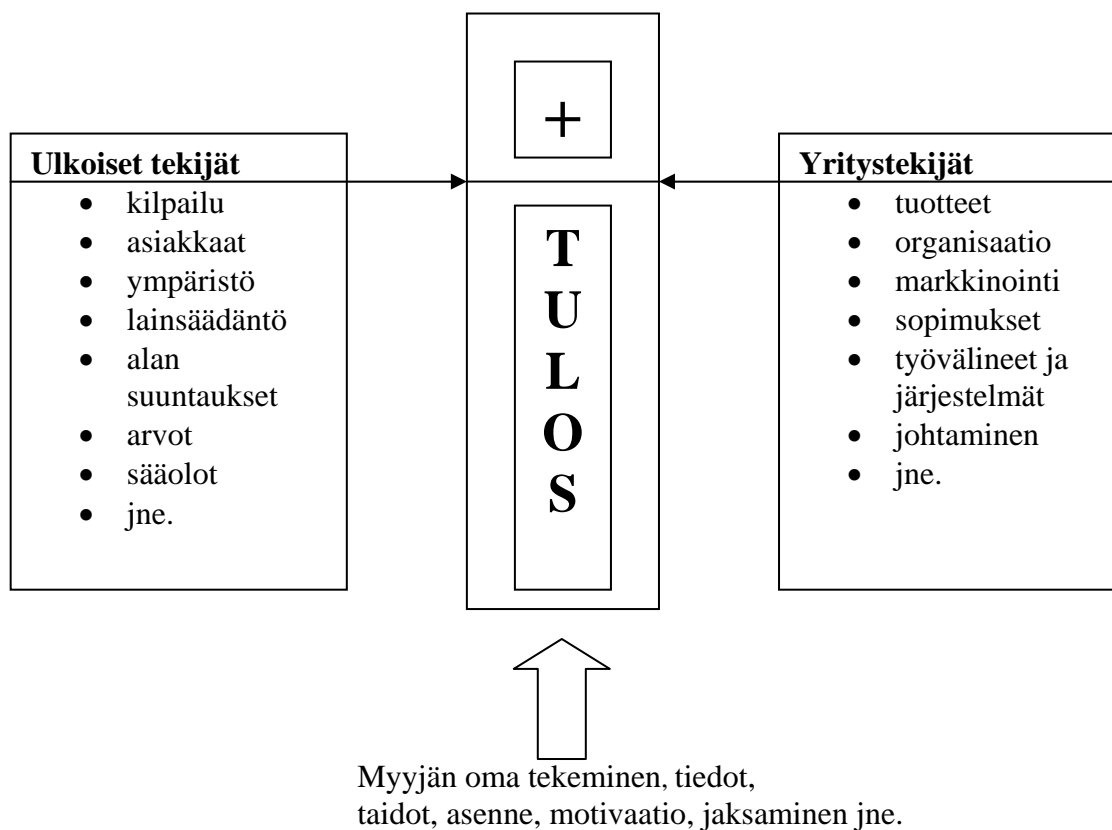 Ulkoiset tekijät
• kilpailu
• asiakkaat
• ympäristö
• lainsäädäntö
• alan
suuntaukset
• arvot
• sääolot
• jne.
+
T
U
L
O
S
Yritystekijät
• tuotteet
• organisaatio
• markkinointi
• sopimukset
• työvälineet ja
järjestelmät
• johtaminen
• jne.
Myyjän oma tekeminen, tiedot,
taidot, asenne, motivaatio, jaksaminen jne.